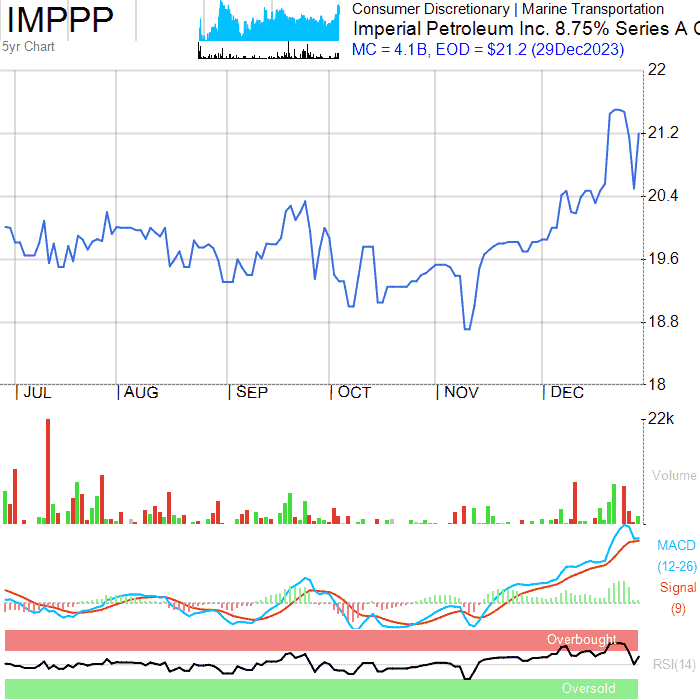 IMPPP
5yr Chart
Consumer Discretionary | Marine Transportation
Imperial Petroleum Inc. 8.75% Series A C
MC = 4.1B, EOD = $21.2 (29Dec2023)
22
21.2
20.4
19.6
18.8
18
JUL AUG SEP OCT NOV DEC
22k
Volume
MACD
(12-26)
Signal
(9)
Overbought
RSI(14)
Oversold